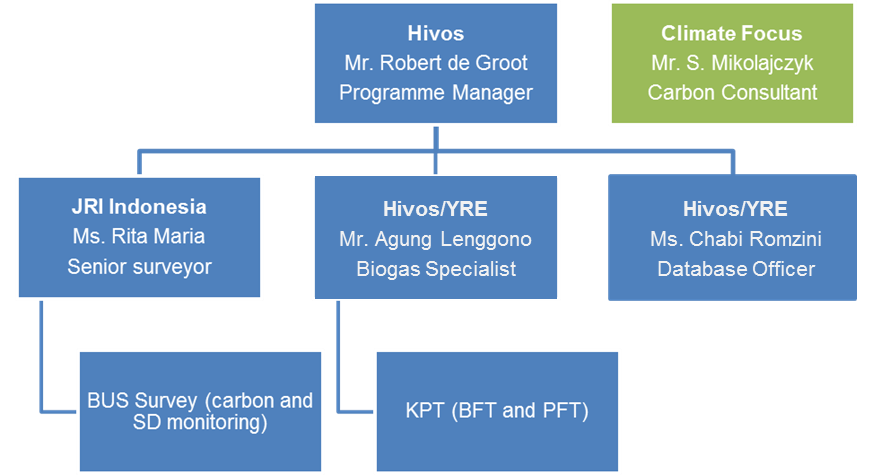 Hivos
Mr. Robert de Groot
Programme Manager
Climate Focus
Mr. S. Mikolajczyk
Carbon Consultant
JRI Indonesia
Ms. Rita Maria
Senior surveyor
Hivos/YRE
Mr. Agung Lenggono
Biogas Specialist
Hivos/YRE
Ms. Chabi Romzini
Database Officer
BUS Survey (carbon and
SD monitoring)
KPT (BFT and PFT)